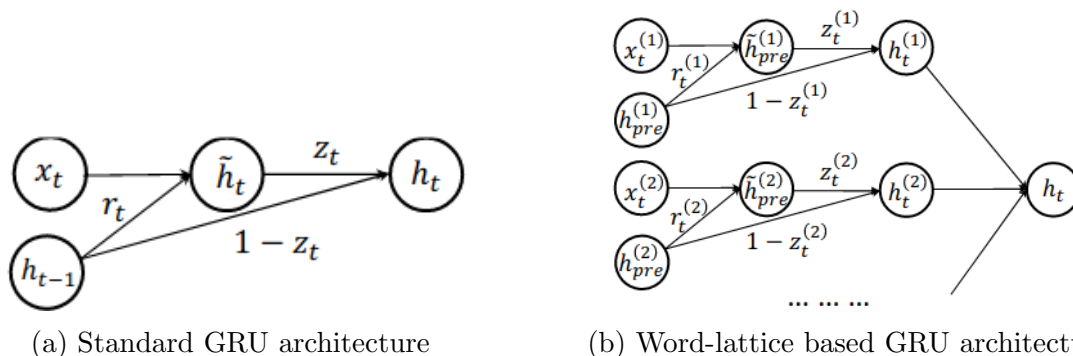 x_t
h̃_t
z_t
h_t
r_t
1 − z_t
h_{t−1}
(a) Standard GRU architecture
x_t^{(1)}
h̃_{pre}^{(1)}
z_t^{(1)}
h_t^{(1)}
r_t^{(1)}
1 − z_t^{(1)}
h_{pre}^{(1)}
x_t^{(2)}
h̃_{pre}^{(2)}
z_t^{(2)}
h_t^{(2)}
h_t
r_t^{(2)}
1 − z_t^{(2)}
h_{pre}^{(2)}
... ... ...
(b) Word-lattice based GRU architectu